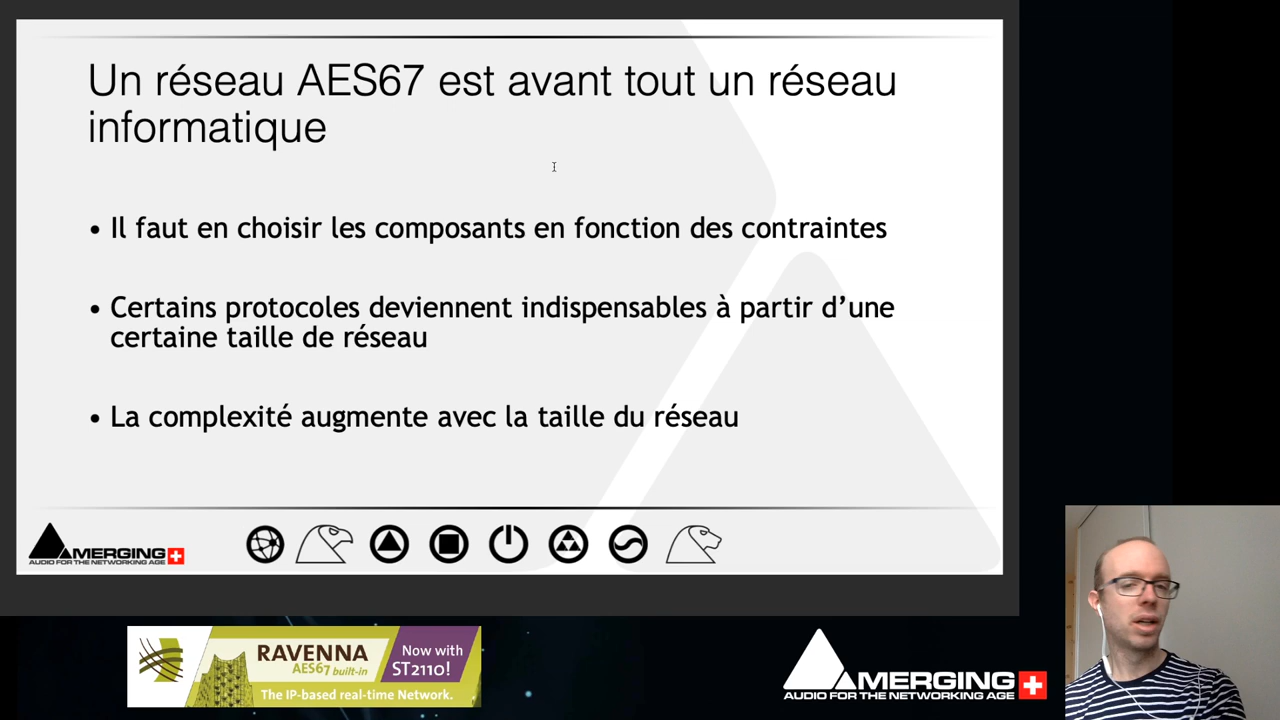 Un réseau AES67 est avant tout un réseau
informatique
• Il faut en choisir les composants en fonction des contraintes
• Certains protocoles deviennent indispensables à partir d’une
certaine taille de réseau
• La complexité augmente avec la taille du réseau
MERGING
AUDIO FOR THE NETWORKING AGE
RAVENNA
AES67 built-in
Now with
ST2110!
The IP-based real-time Network.
MERGING
AUDIO FOR THE NETWORKING AGE